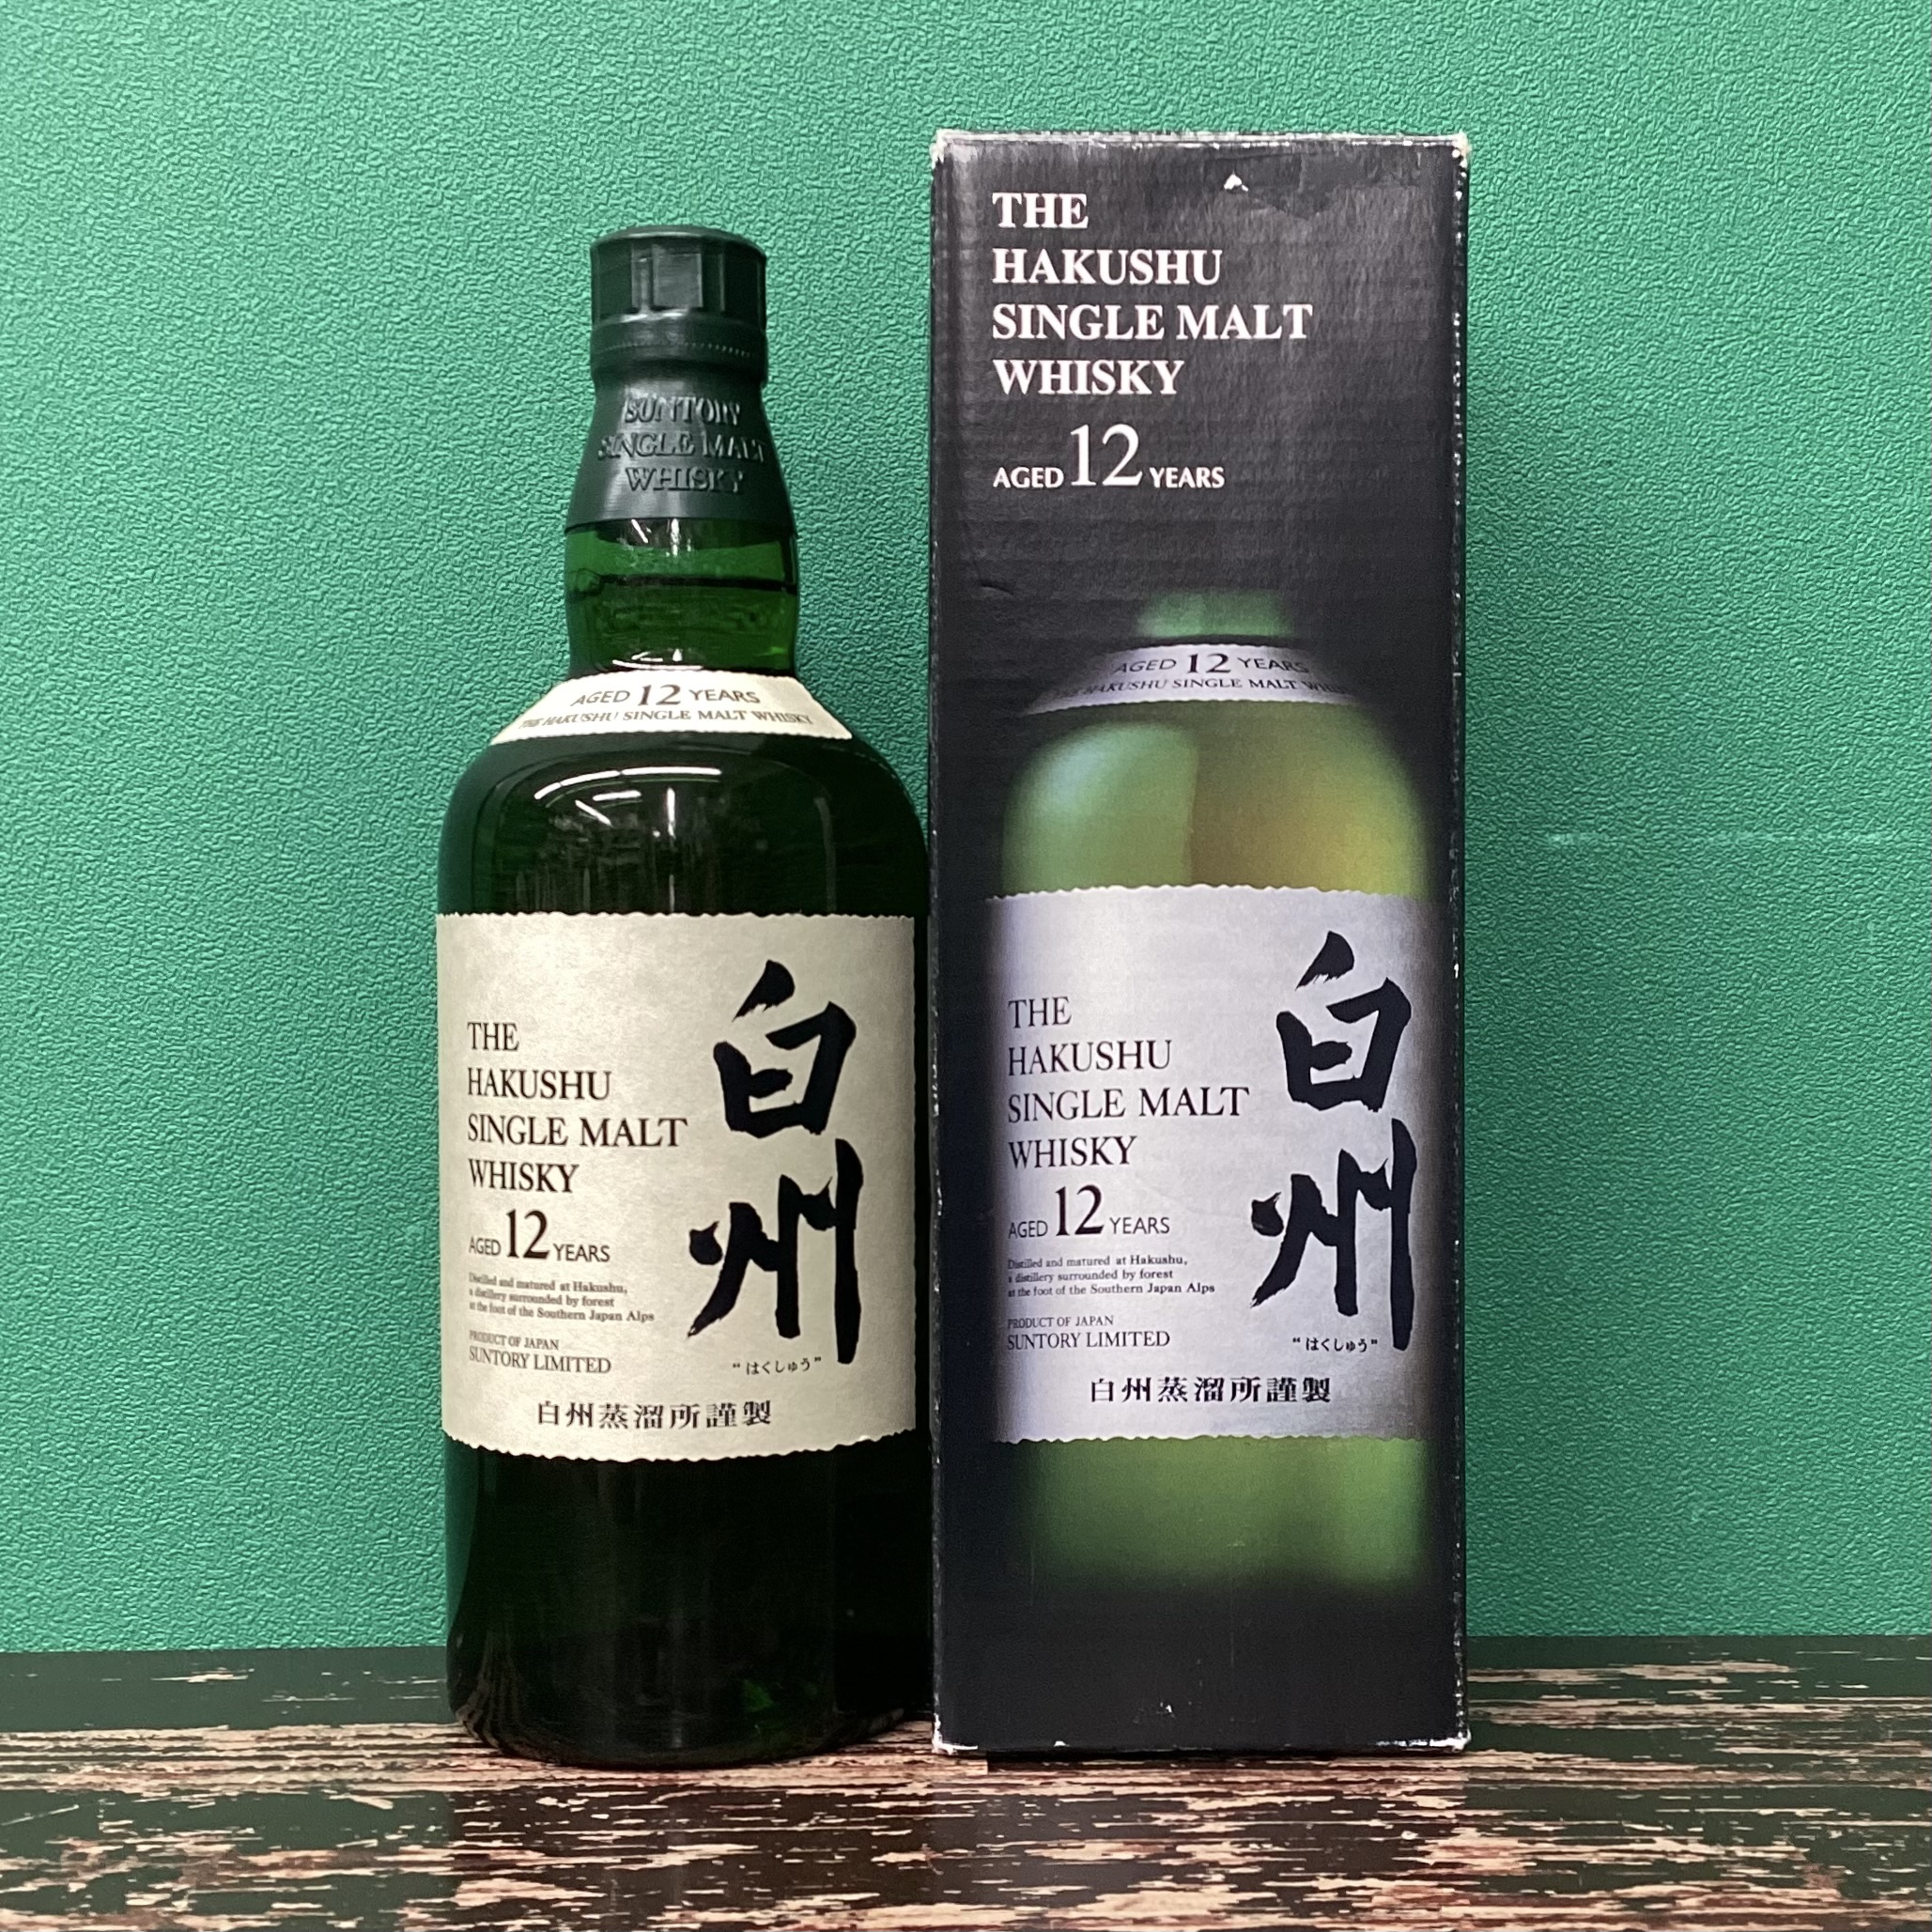 SUNTORY
SINGLE MALT
WHISKY
AGED 12 YEARS
THE HAKUSHU SINGLE MALT WHISKY
THE
HAKUSHU
SINGLE MALT
WHISKY
AGED 12 YEARS
Distilled and matured at Hakushu,
a distillery surrounded by forest
at the foot of the Southern Japan Alps
PRODUCT OF JAPAN
SUNTORY LIMITED
白州
"はくしゅう"
白州蒸溜所謹製
THE
HAKUSHU
SINGLE MALT
WHISKY
AGED 12 YEARS
AGED 12 YEARS
THE HAKUSHU SINGLE MALT WHISKY
THE
HAKUSHU
SINGLE MALT
WHISKY
AGED 12 YEARS
Distilled and matured at Hakushu,
a distillery surrounded by forest
at the foot of the Southern Japan Alps
PRODUCT OF JAPAN
SUNTORY LIMITED
白州
"はくしゅう"
白州蒸溜所謹製